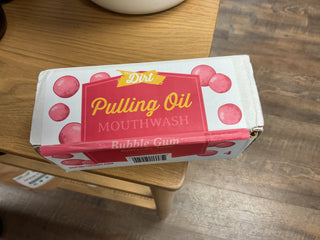 Dirt
Pulling Oil
MOUTHWASH
Bubble Gum